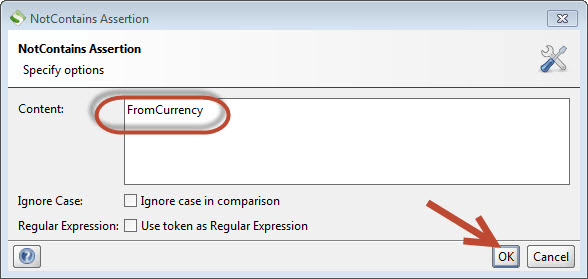 NotContains Assertion
NotContains Assertion
Specify options
Content: FromCurrency
Ignore Case: Ignore case in comparison
Regular Expression: Use token as Regular Expression
? OK Cancel